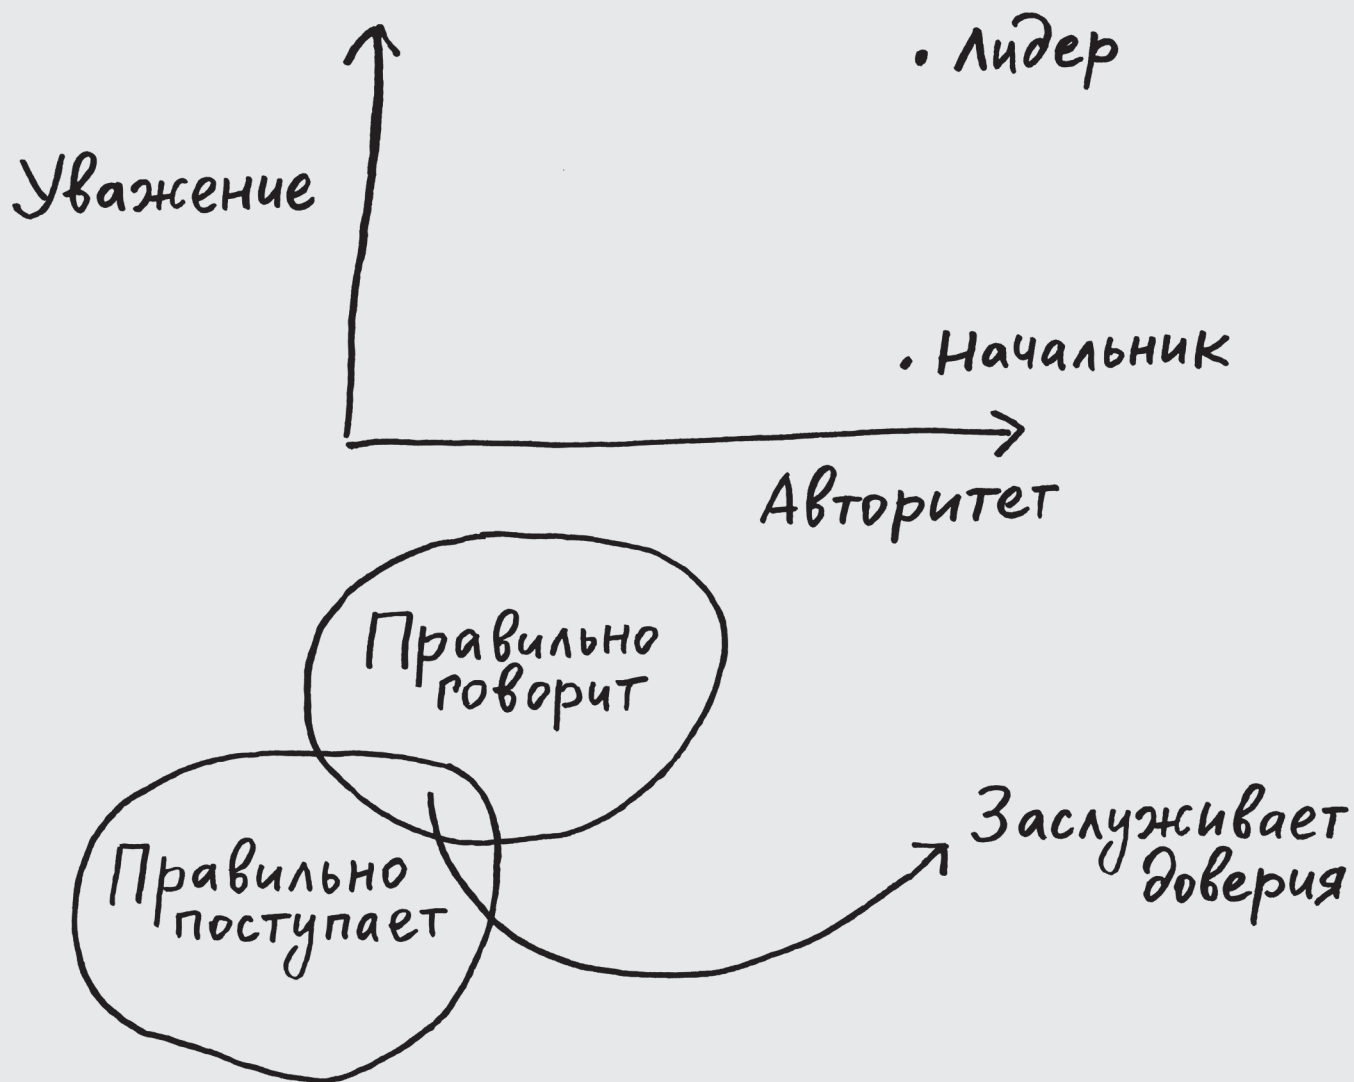 Лидер
Уважение
Начальник
Авторитет
Правильно
говорит
Правильно
поступает
Заслуживает
доверия